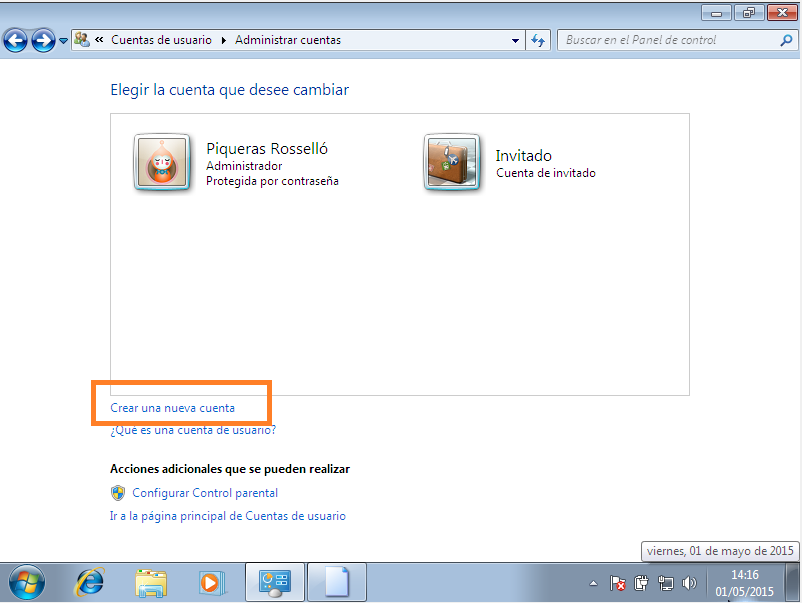 « Cuentas de usuario ▸ Administrar cuentas
Buscar en el Panel de control
Elegir la cuenta que desee cambiar
Piqueras Rosselló
Administrador
Protegida por contraseña
Invitado
Cuenta de invitado
Crear una nueva cuenta
¿Qué es una cuenta de usuario?
Acciones adicionales que se pueden realizar
Configurar Control parental
Ir a la página principal de Cuentas de usuario
viernes, 01 de mayo de 2015
14:16
01/05/2015